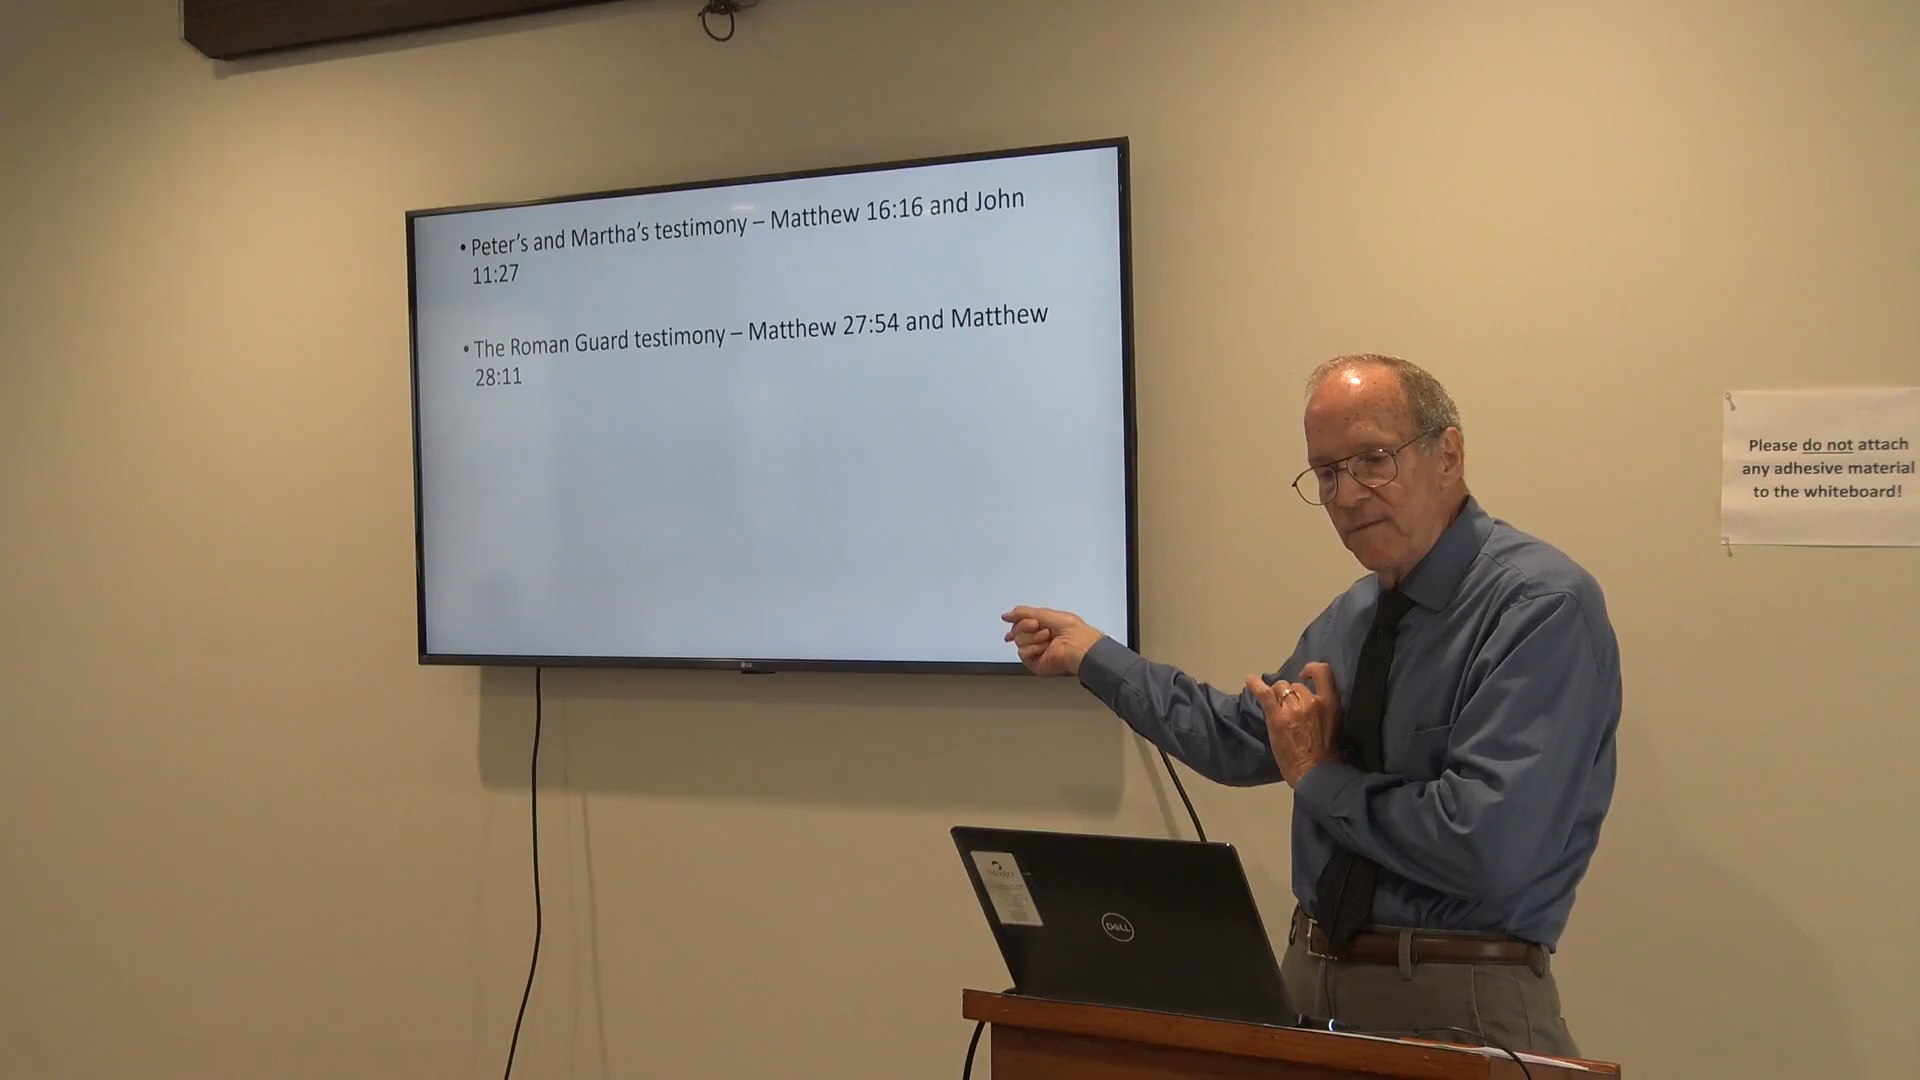 • Peter's and Martha's testimony – Matthew 16:16 and John
11:27
• The Roman Guard testimony – Matthew 27:54 and Matthew
28:11
Please do not attach
any adhesive material
to the whiteboard!
LG
DELL